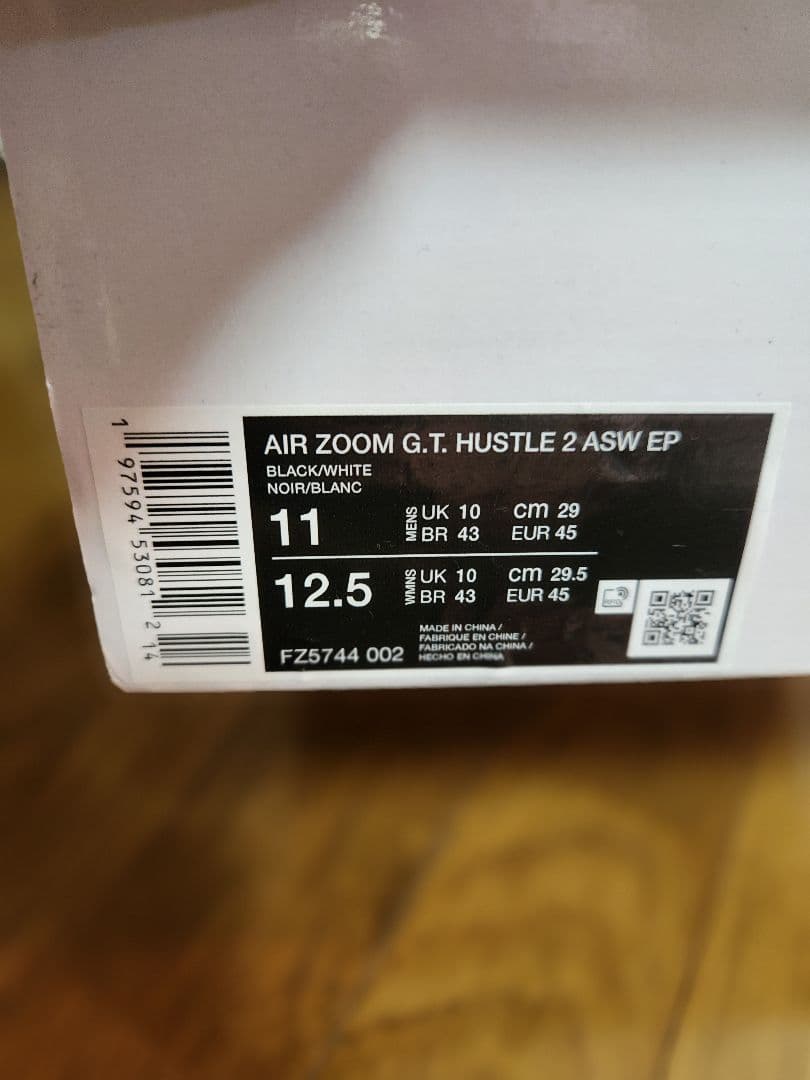 1 97594 53081 2 14
AIR ZOOM G.T. HUSTLE 2 ASW EP
BLACK/WHITE
NOIR/BLANC
11 MENS UK 10 cm 29
BR 43 EUR 45
12.5 WMNS UK 10 cm 29.5
BR 43 EUR 45
MADE IN CHINA /
FABRIQUE EN CHINE /
FABRICADO NA CHINA /
HECHO EN CHINA
FZ5744 002